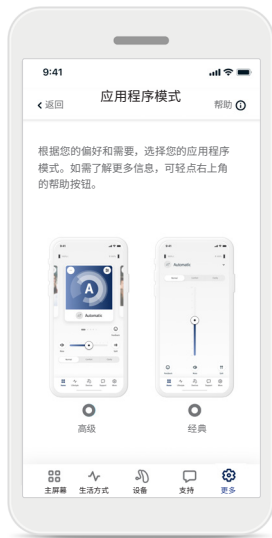 9:41
返回
应用程序模式
帮助
根据您的偏好和需要，选择您的应用程序
模式。如需了解更多信息，可轻点右上角
的帮助按钮。
A
Automatic
Automatic
高级
经典
主屏幕
生活方式
设备
支持
更多